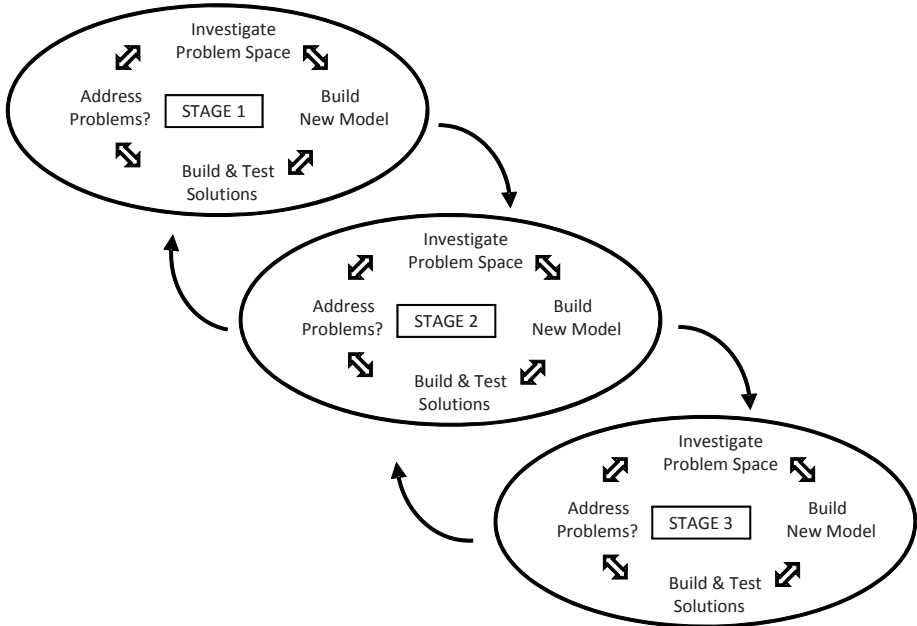 Investigate
Problem Space
Address
Problems?
STAGE 1
Build
New Model
Build & Test
Solutions
Investigate
Problem Space
Address
Problems?
STAGE 2
Build
New Model
Build & Test
Solutions
Investigate
Problem Space
Address
Problems?
STAGE 3
Build
New Model
Build & Test
Solutions